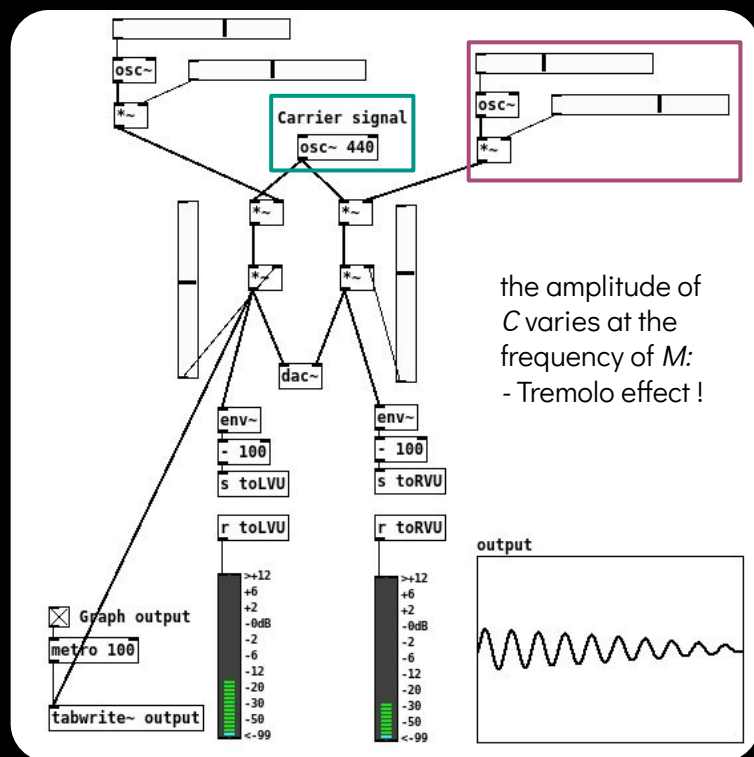 osc~
*~
Carrier signal
osc~ 440
osc~
*~
*~
*~
*~
*~
the amplitude of
C varies at the
frequency of M:
- Tremolo effect !
dac~
env~
- 100
s toLVU
env~
- 100
s toRVU
r toLVU
r toRVU
>+12
+6
+2
-0dB
-2
-6
-12
-20
-30
-50
<-99
>+12
+6
+2
-0dB
-2
-6
-12
-20
-30
-50
<-99
output
Graph output
metro 100
tabwrite~ output